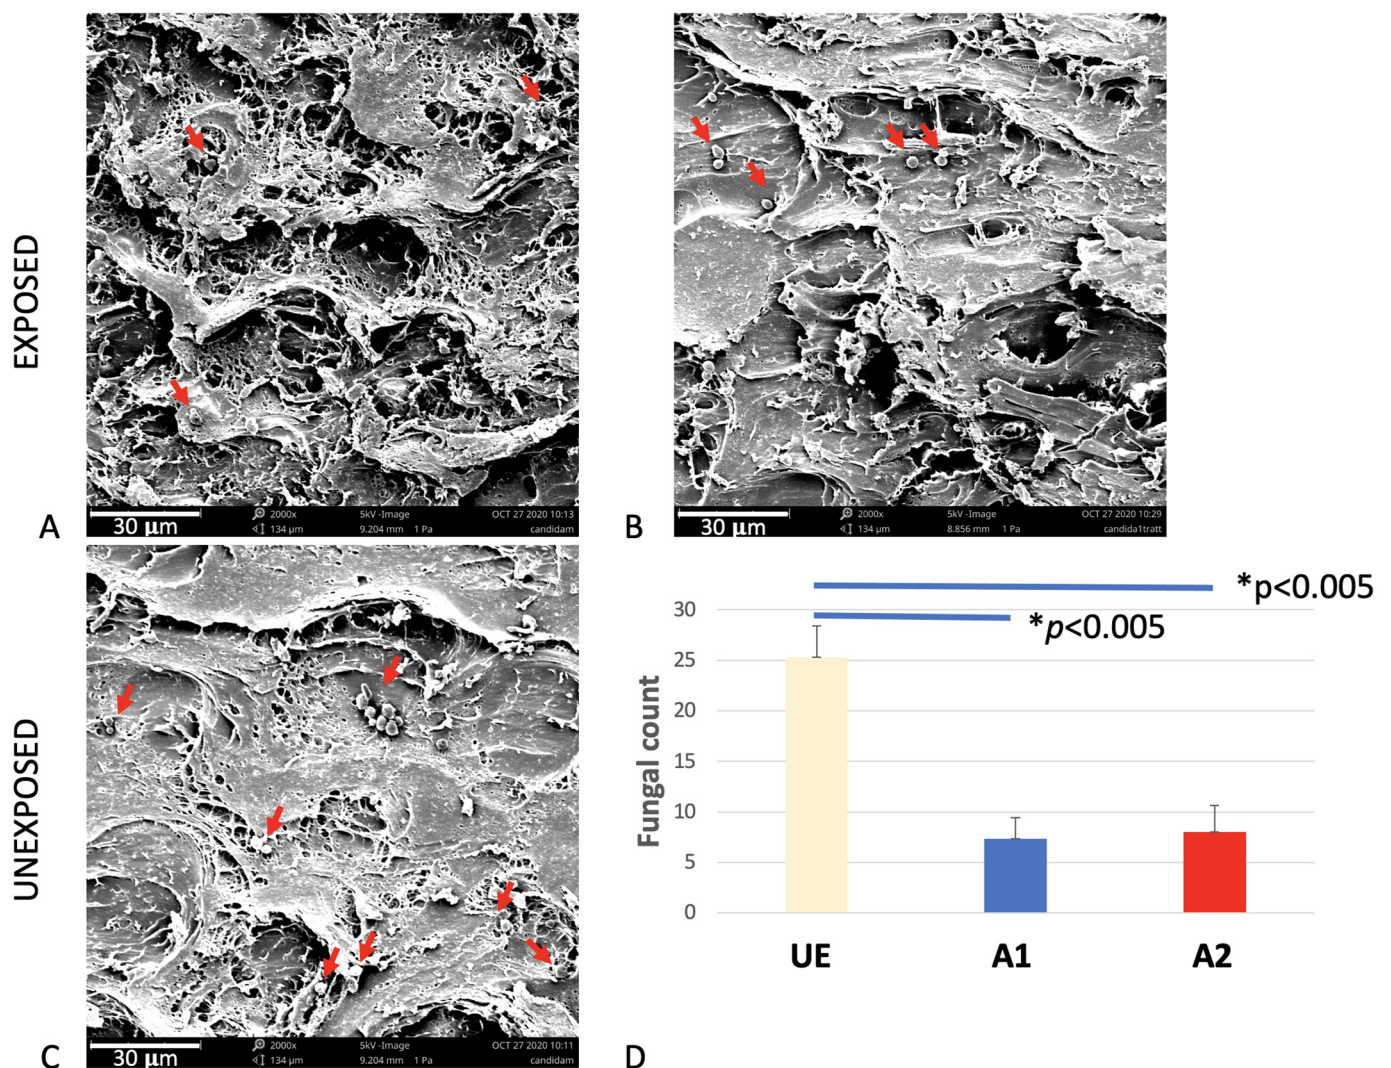 EXPOSED
A
30 μm
2000x 5kV -Image OCT 27 2020 10:13
134 μm 9.204 mm 1 Pa candidam
B
30 μm
2000x 5kV -Image OCT 27 2020 10:29
134 μm 8.856 mm 1 Pa candida1tratt
UNEXPOSED
C
30 μm
2000x 5kV -Image OCT 27 2020 10:11
134 μm 9.204 mm 1 Pa candidam
*p<0.005
*p<0.005
Fungal count
30
25
20
15
10
5
0
UE A1 A2
D